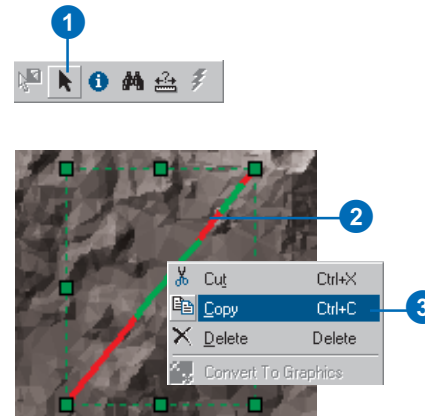 1
2
Cut Ctrl+X
Copy Ctrl+C
3
Delete Delete
Convert To Graphics